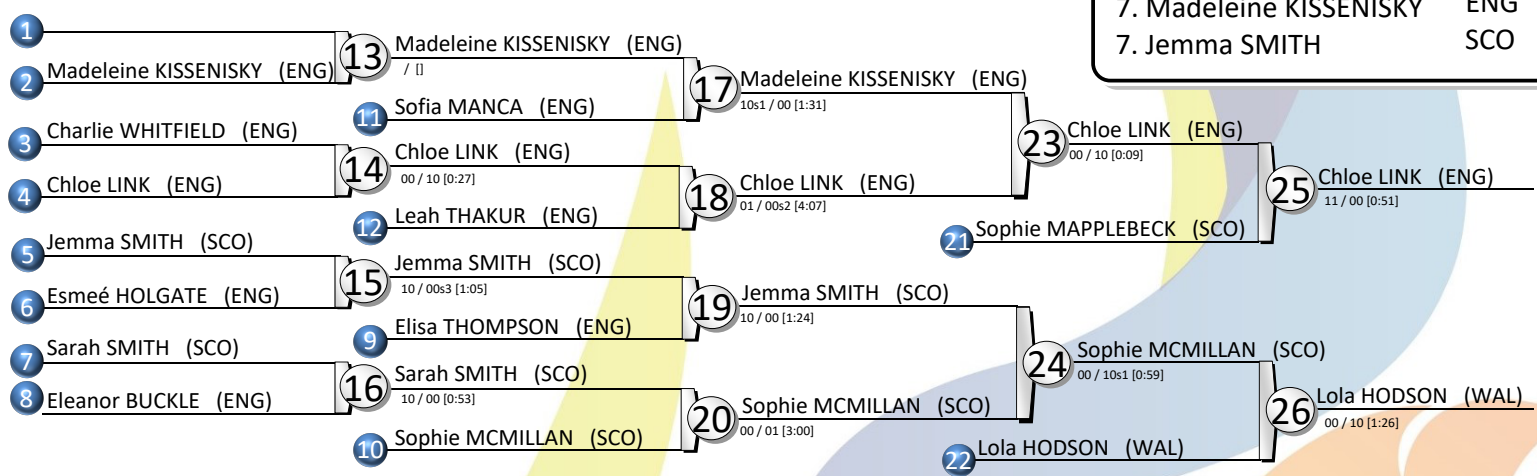 7. Madeleine KISSENISKY ENG
7. Jemma SMITH SCO
1
2 Madeleine KISSENISKY (ENG)
13 Madeleine KISSENISKY (ENG)
/ []
11 Sofia MANCA (ENG)
17 Madeleine KISSENISKY (ENG)
10s1 / 00 [1:31]
3 Charlie WHITFIELD (ENG)
4 Chloe LINK (ENG)
14 Chloe LINK (ENG)
00 / 10 [0:27]
12 Leah THAKUR (ENG)
18 Chloe LINK (ENG)
01 / 00s2 [4:07]
23 Chloe LINK (ENG)
00 / 10 [0:09]
21 Sophie MAPPLEBECK (SCO)
25 Chloe LINK (ENG)
11 / 00 [0:51]
5 Jemma SMITH (SCO)
6 Esmeé HOLGATE (ENG)
15 Jemma SMITH (SCO)
10 / 00s3 [1:05]
9 Elisa THOMPSON (ENG)
19 Jemma SMITH (SCO)
10 / 00 [1:24]
7 Sarah SMITH (SCO)
8 Eleanor BUCKLE (ENG)
16 Sarah SMITH (SCO)
10 / 00 [0:53]
10 Sophie MCMILLAN (SCO)
20 Sophie MCMILLAN (SCO)
00 / 01 [3:00]
24 Sophie MCMILLAN (SCO)
00 / 10s1 [0:59]
22 Lola HODSON (WAL)
26 Lola HODSON (WAL)
00 / 10 [1:26]